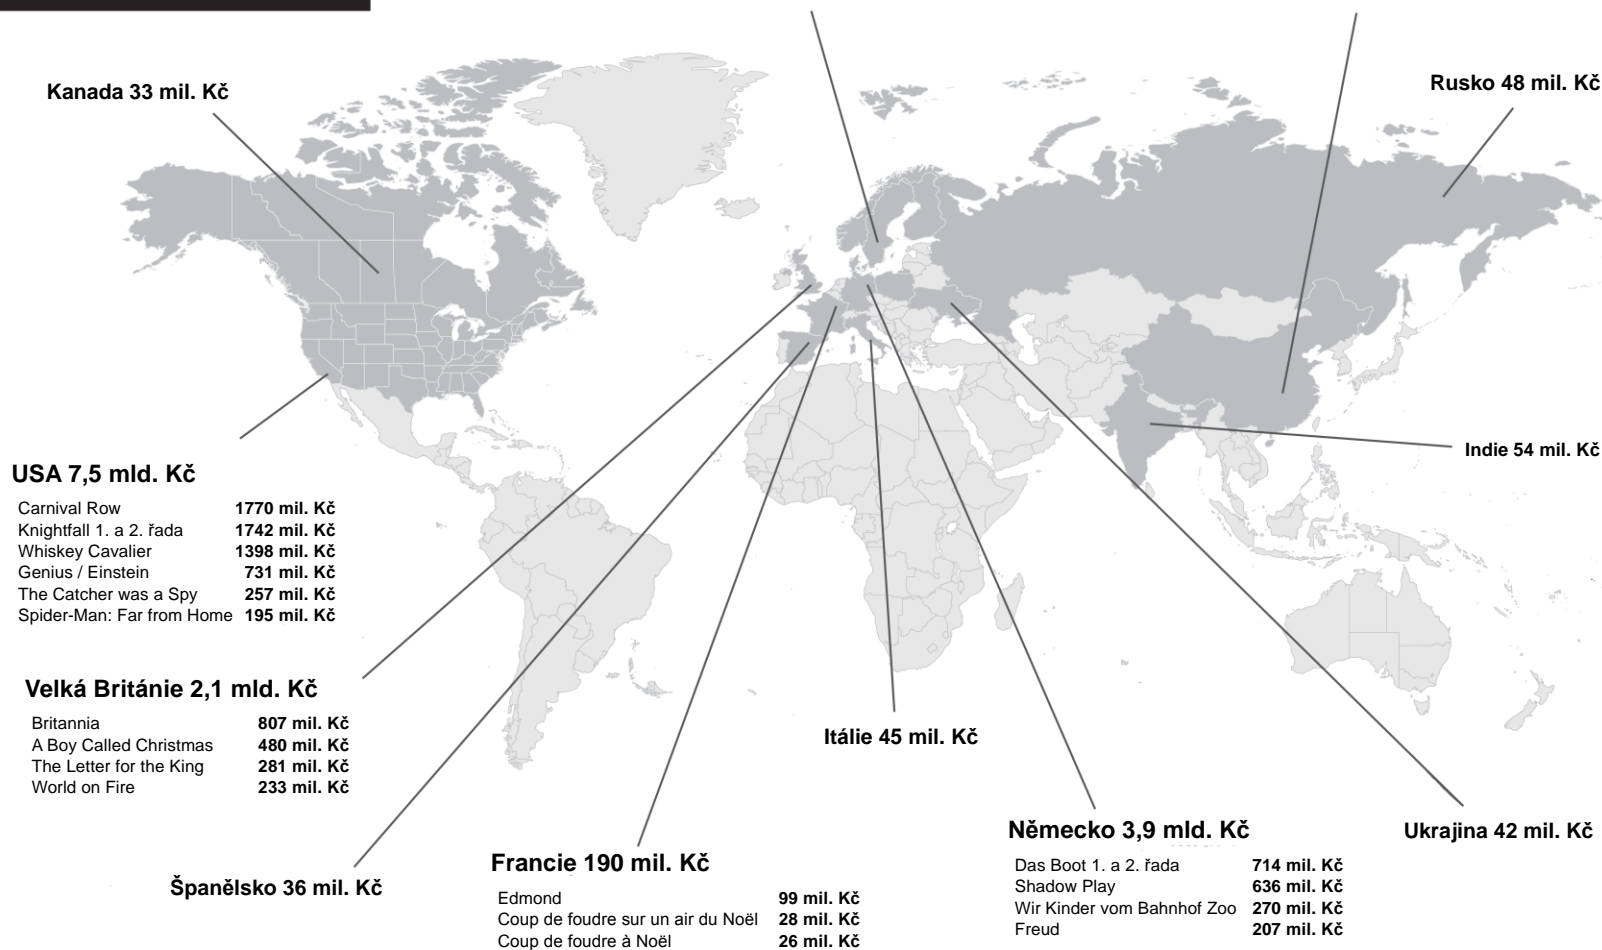 Kanada 33 mil. Kč
Rusko 48 mil. Kč
Indie 54 mil. Kč
USA 7,5 mld. Kč
Carnival Row 1770 mil. Kč
Knightfall 1. a 2. řada 1742 mil. Kč
Whiskey Cavalier 1398 mil. Kč
Genius / Einstein 731 mil. Kč
The Catcher was a Spy 257 mil. Kč
Spider-Man: Far from Home 195 mil. Kč
Velká Británie 2,1 mld. Kč
Britannia 807 mil. Kč
A Boy Called Christmas 480 mil. Kč
The Letter for the King 281 mil. Kč
World on Fire 233 mil. Kč
Itálie 45 mil. Kč
Španělsko 36 mil. Kč
Francie 190 mil. Kč
Edmond 99 mil. Kč
Coup de foudre sur un air du Noël 28 mil. Kč
Coup de foudre à Noël 26 mil. Kč
Německo 3,9 mld. Kč
Das Boot 1. a 2. řada 714 mil. Kč
Shadow Play 636 mil. Kč
Wir Kinder vom Bahnhof Zoo 270 mil. Kč
Freud 207 mil. Kč
Ukrajina 42 mil. Kč